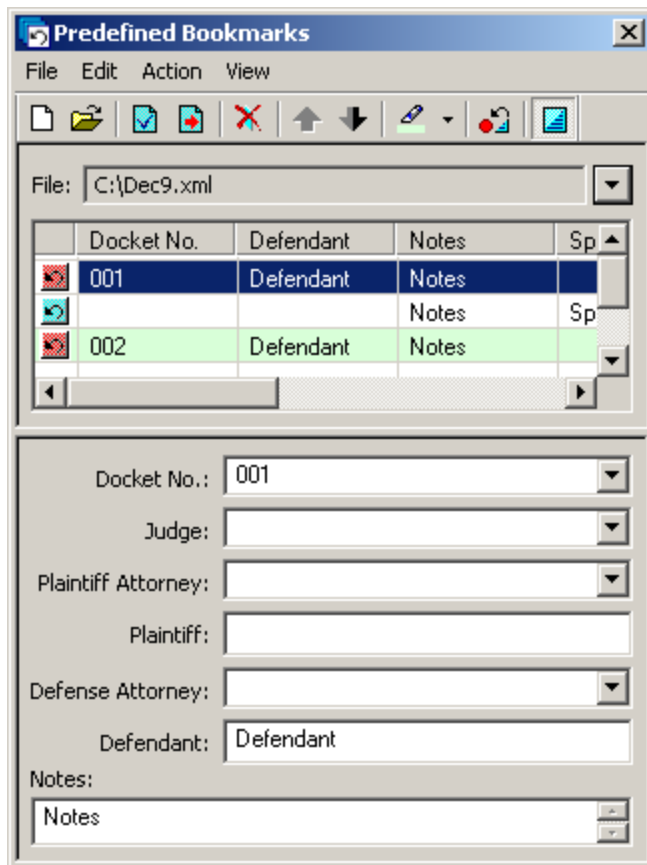 Predefined Bookmarks
File Edit Action View
File: C:\Dec9.xml
Docket No. Defendant Notes Sp
001 Defendant Notes
Notes Sp
002 Defendant Notes
Docket No.: 001
Judge:
Plaintiff Attorney:
Plaintiff:
Defense Attorney:
Defendant: Defendant
Notes:
Notes